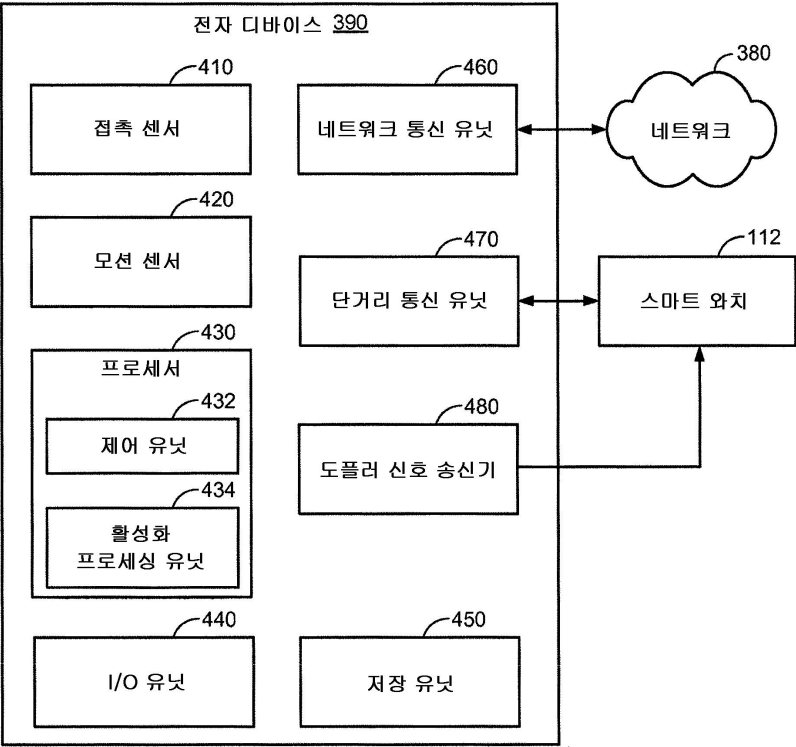 전자 디바이스 390
410
접촉 센서
420
모션 센서
430
프로세서
432
제어 유닛
434
활성화
프로세싱 유닛
440
I/O 유닛
460
네트워크 통신 유닛
470
단거리 통신 유닛
480
도플러 신호 송신기
450
저장 유닛
380
네트워크
112
스마트 와치